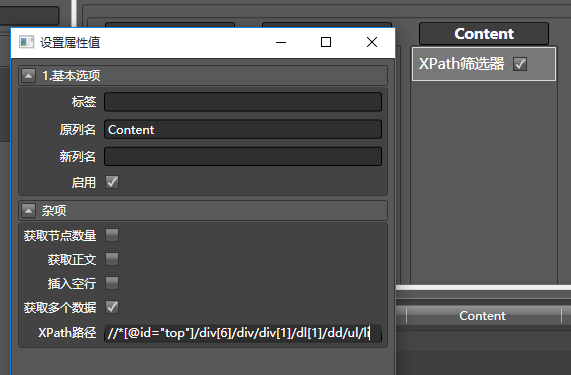 设置属性值
1.基本选项
标签
原列名 Content
新列名
启用
杂项
获取节点数量
获取正文
插入空行
获取多个数据
XPath路径 //*[@id="top"]/div[6]/div/div[1]/dl[1]/dd/ul/li
Content
XPath筛选器
Content